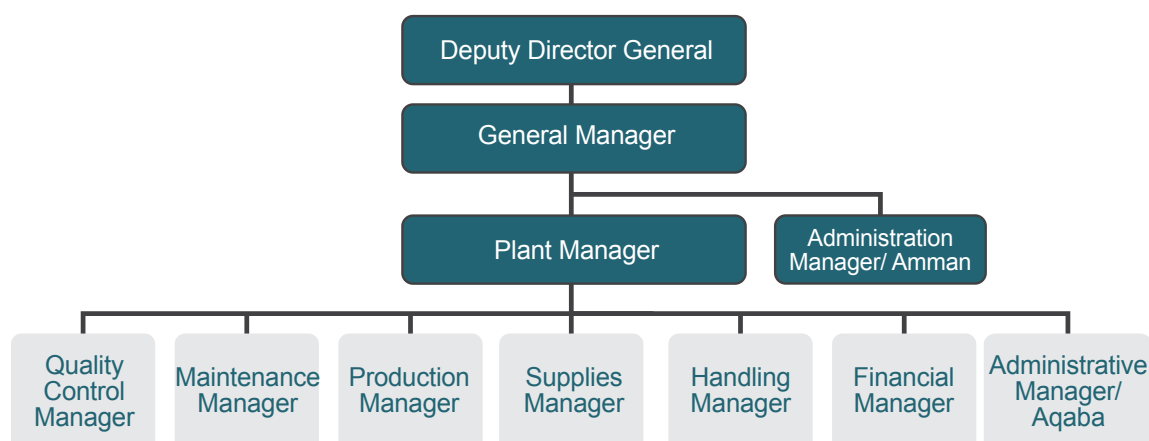 Deputy Director General
General Manager
Plant Manager
Administration
Manager/ Amman
Quality
Control
Manager
Maintenance
Manager
Production
Manager
Supplies
Manager
Handling
Manager
Financial
Manager
Administrative
Manager/
Aqaba